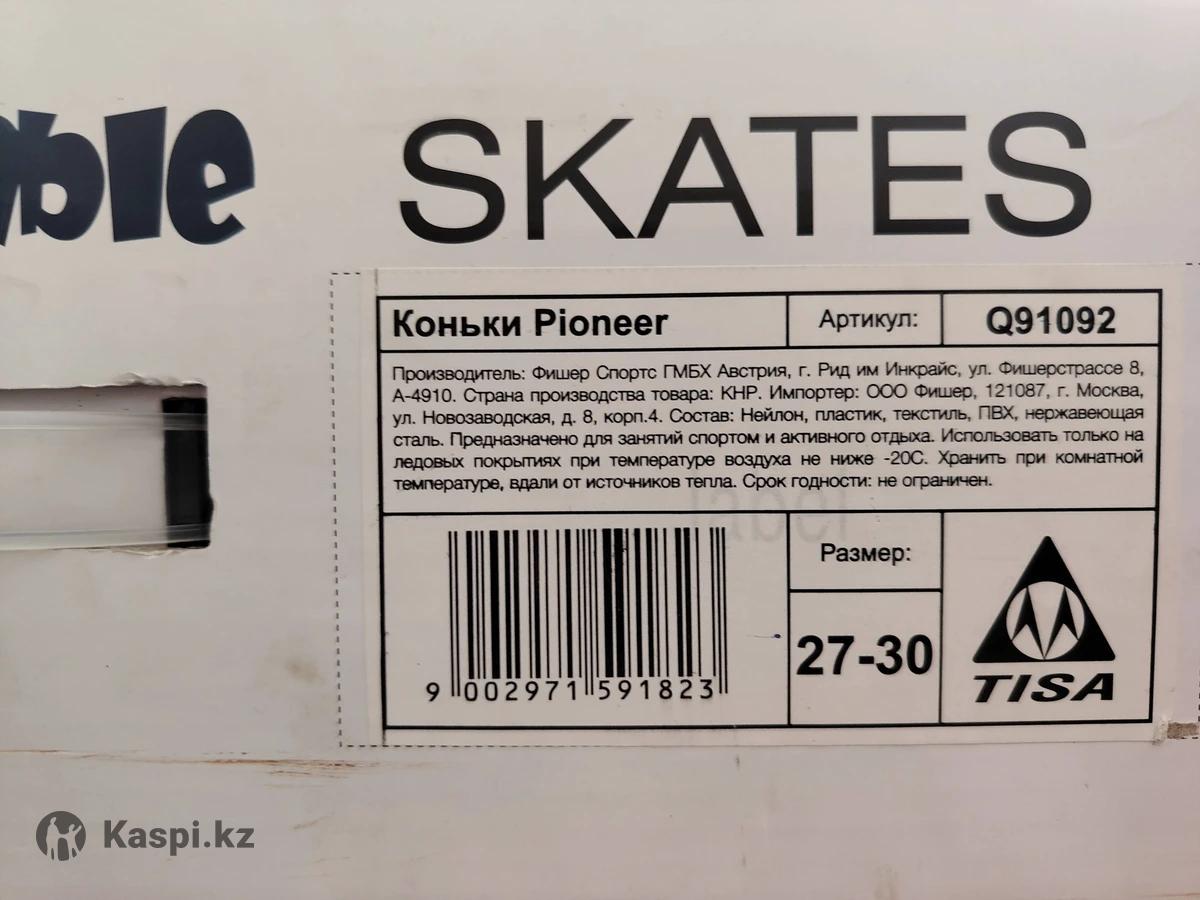 SKATES
Коньки Pioneer
Артикул:
Q91092
Производитель: Фишер Спортс ГМБХ Австрия, г. Рид им Инкрайс, ул. Фишерстрассе 8,
А-4910. Страна производства товара: КНР. Импортер: ООО Фишер, 121087, г. Москва,
ул. Новозаводская, д. 8, корп.4. Состав: Нейлон, пластик, текстиль, ПВХ, нержавеющая
сталь. Предназначено для занятий спортом и активного отдыха. Использовать только на
ледовых покрытиях при температуре воздуха не ниже -20С. Хранить при комнатной
температуре, вдали от источников тепла. Срок годности: не ограничен.
label
9 002971 591823
Размер:
27-30
TISA
Kaspi.kz